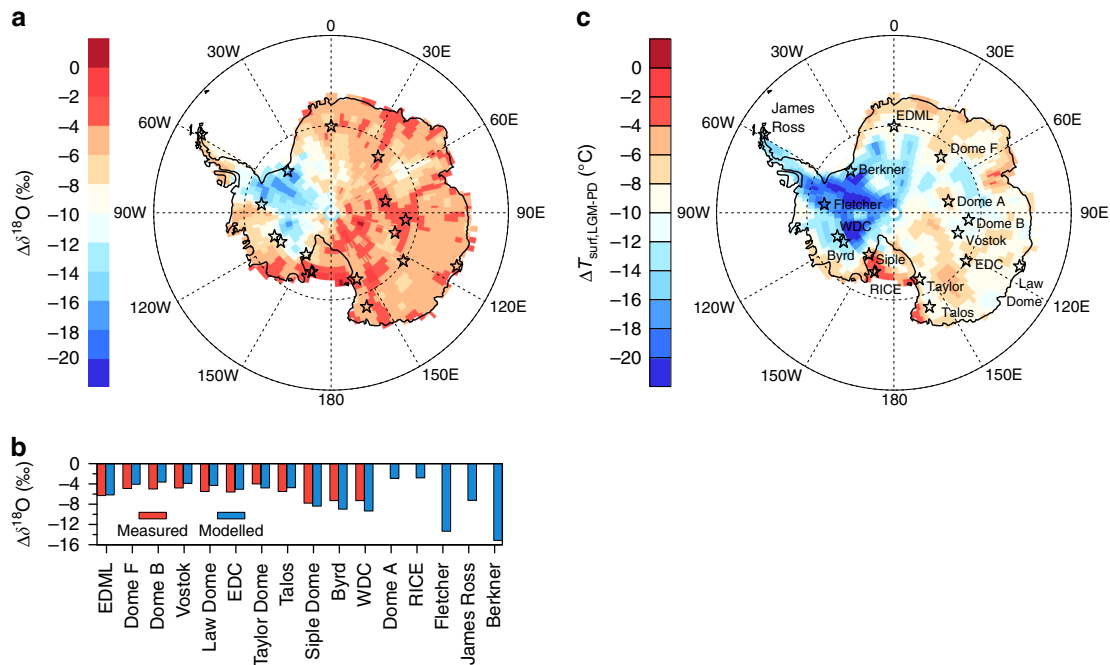 a
0
30E
60E
90E
120E
150E
180
150W
120W
90W
60W
30W
0
−2
−4
−6
−8
−10
−12
−14
−16
−18
−20
Δδ18O (‰)
c
0
30E
60E
90E
120E
150E
180
150W
120W
90W
60W
30W
0
−2
−4
−6
−8
−10
−12
−14
−16
−18
−20
ΔTsurf,LGM-PD (°C)
James
Ross
EDML
Dome F
Berkner
Fletcher
Dome A
Dome B
WDC
Vostok
Byrd
Siple
EDC
RICE
Taylor
Law
Dome
Talos
b
Δδ18O (‰)
0
−4
−8
−12
−16
Measured
Modelled
EDML
Dome F
Dome B
Vostok
Law Dome
EDC
Taylor Dome
Talos
Siple Dome
Byrd
WDC
Dome A
RICE
Fletcher
James Ross
Berkner